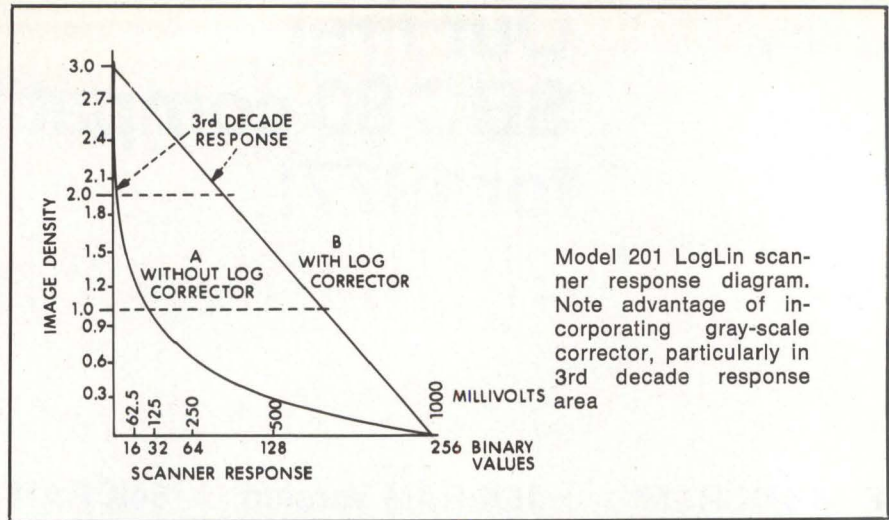 3.0
2.7
2.4
2.1
2.0
1.8
1.5
1.2
1.0
0.9
0.6
0.3
IMAGE DENSITY
3rd DECADE
RESPONSE
A
WITHOUT LOG
CORRECTOR
B
WITH LOG
CORRECTOR
62.5 125 250 500 1000 MILLIVOLTS
16 32 64 128 256 BINARY
VALUES
SCANNER RESPONSE
Model 201 LogLin scan-
ner response diagram.
Note advantage of in-
corporating gray-scale
corrector, particularly in
3rd decade response
area